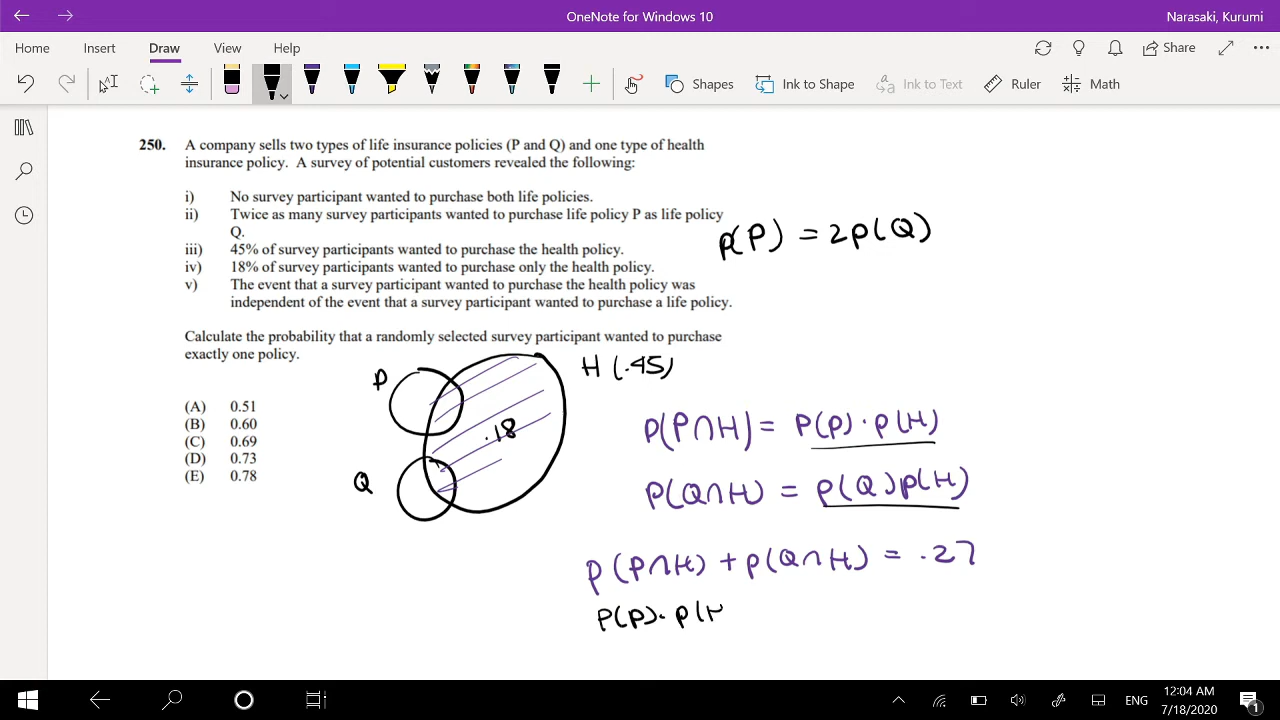 OneNote for Windows 10
Narasaki, Kurumi
Home Insert Draw View Help
Share
Shapes Ink to Shape Ink to Text Ruler Math
250. A company sells two types of life insurance policies (P and Q) and one type of health
insurance policy. A survey of potential customers revealed the following:
i) No survey participant wanted to purchase both life policies.
ii) Twice as many survey participants wanted to purchase life policy P as life policy
Q.
P(P) = 2P(Q)
iii) 45% of survey participants wanted to purchase the health policy.
iv) 18% of survey participants wanted to purchase only the health policy.
v) The event that a survey participant wanted to purchase the health policy was
independent of the event that a survey participant wanted to purchase a life policy.
Calculate the probability that a randomly selected survey participant wanted to purchase
exactly one policy.
(A) 0.51
(B) 0.60
(C) 0.69
(D) 0.73
(E) 0.78
P
H (.45)
.18
Q
P(P∩H) = P(P)·P(H)
P(Q∩H) = P(Q)P(H)
P(P∩H) + P(Q∩H) = .27
P(P)·P(H
ENG
12:04 AM
7/18/2020
1